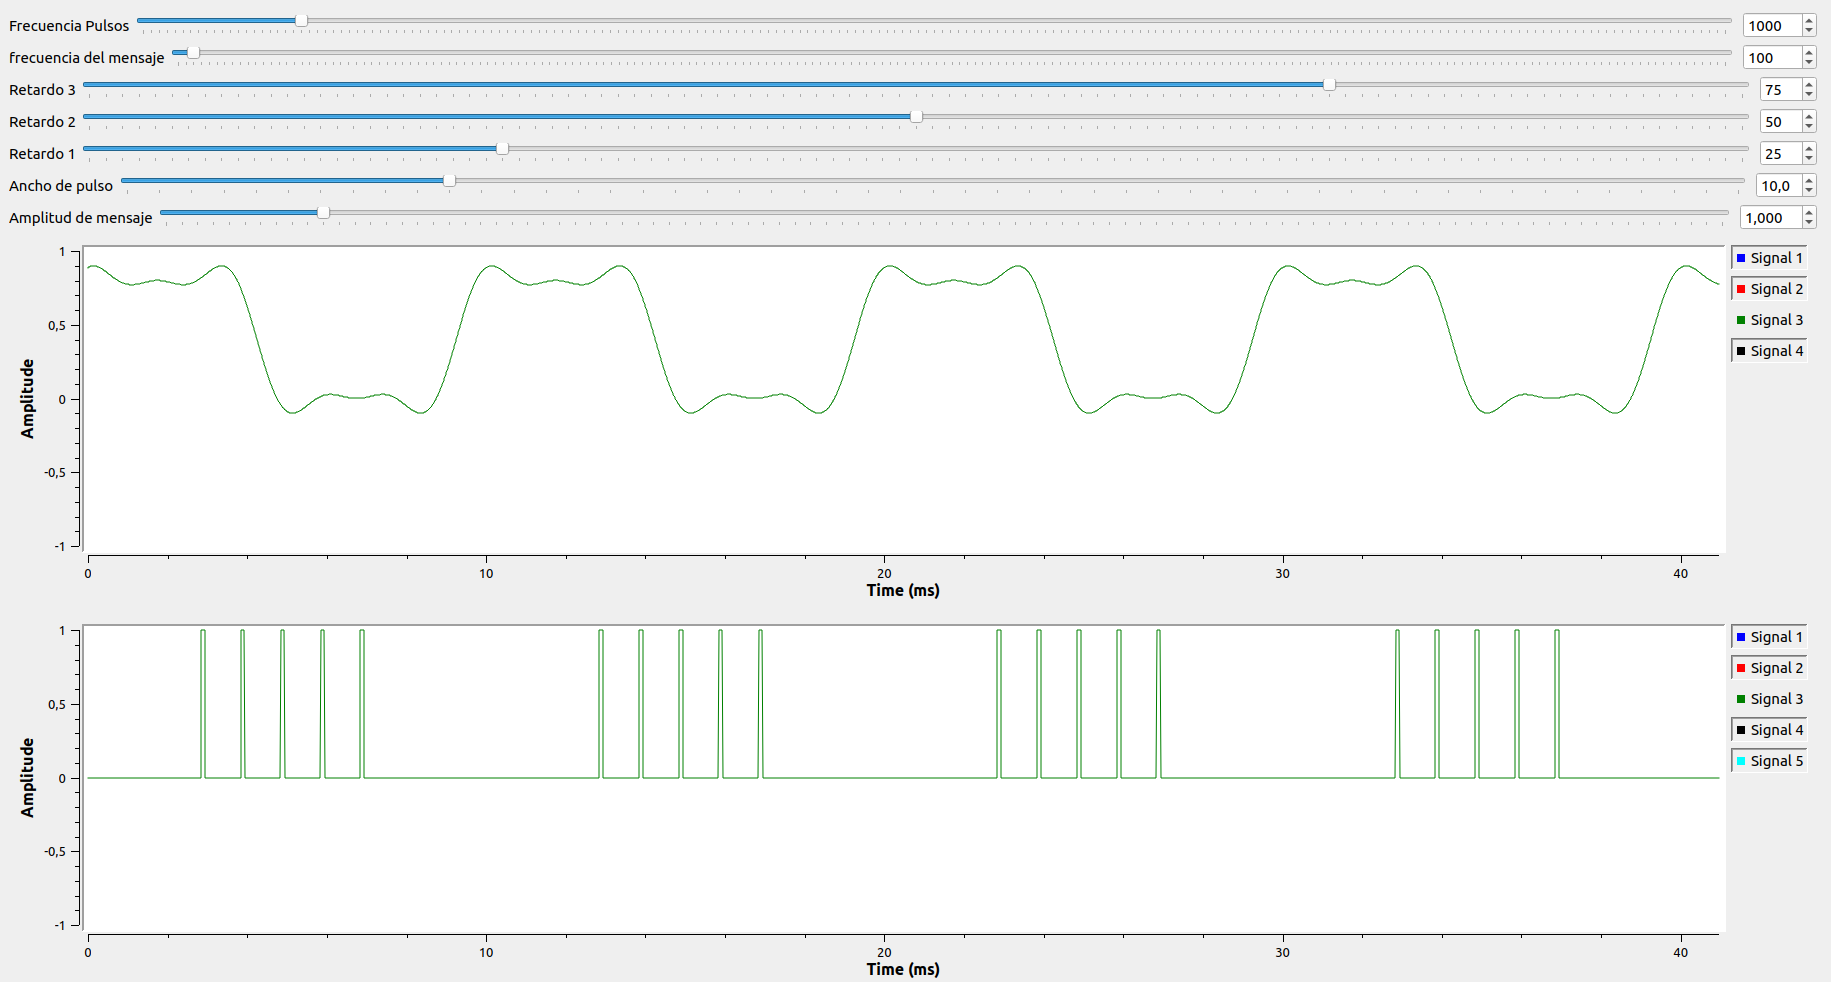 Frecuencia Pulsos 1000
frecuencia del mensaje 100
Retardo 3 75
Retardo 2 50
Retardo 1 25
Ancho de pulso 10,0
Amplitud de mensaje 1,000
1
0,5
0
-0,5
-1
Amplitude
0 10 20 30 40
Time (ms)
Signal 1
Signal 2
Signal 3
Signal 4
1
0,5
0
-0,5
-1
Amplitude
0 10 20 30 40
Time (ms)
Signal 1
Signal 2
Signal 3
Signal 4
Signal 5